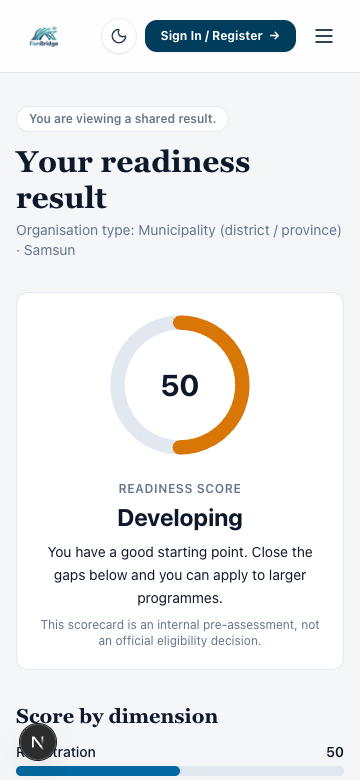 FonBridge
Sign In / Register →
You are viewing a shared result.
Your readiness
result
Organisation type: Municipality (district / province)
· Samsun
50
READINESS SCORE
Developing
You have a good starting point. Close the
gaps below and you can apply to larger
programmes.
This scorecard is an internal pre-assessment, not
an official eligibility decision.
Score by dimension
N
50